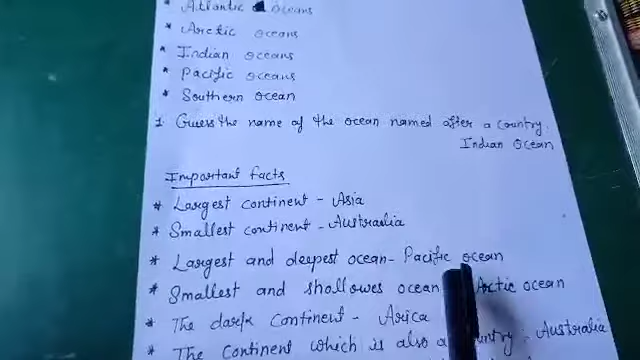 * Atlantic oceans
* Arctic oceans
* Indian oceans
* Pacific oceans
* Southern ocean
1. Guess the name of the ocean named after a country.
Indian Ocean
Important facts
* Largest continent - Asia
* Smallest continent - Australia
* Largest and deepest ocean - Pacific ocean
* Smallest and shallowes ocean Arctic ocean
* The dark continent - Arica
* The continent which is also a untry - Australia